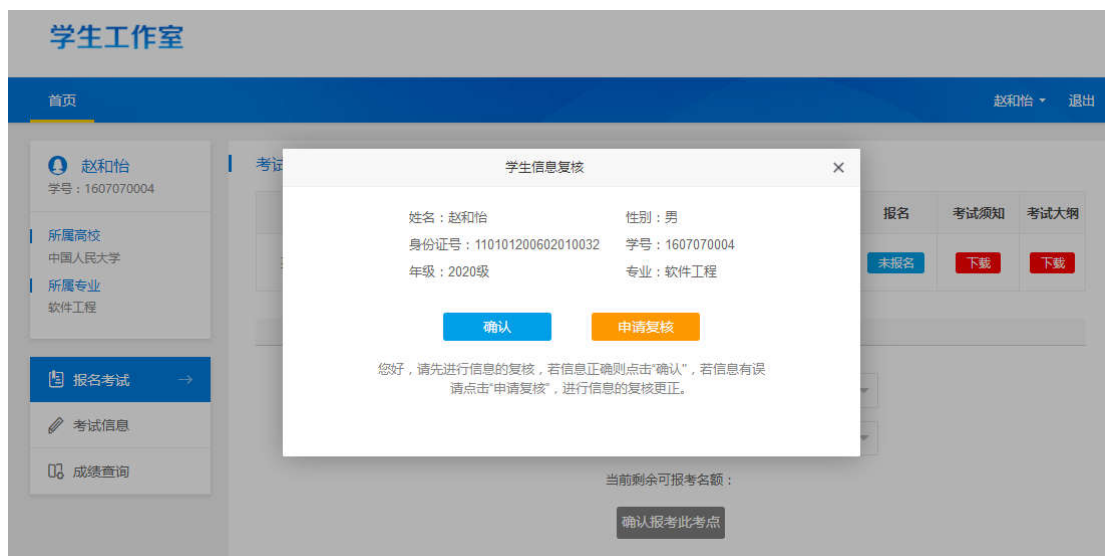 学生工作室
首页
赵和怡
退出
赵和怡
学号：1607070004
所属高校
中国人民大学
所属专业
软件工程
报名考试
考试信息
成绩查询
考试
学生信息复核
姓名：赵和怡 性别：男
身份证号：110101200602010032 学号：1607070004
年级：2020级 专业：软件工程
确认 申请复核
您好，请先进行信息的复核，若信息正确则点击"确认"，若信息有误
请点击"申请复核"，进行信息的复核更正。
报名 考试须知 考试大纲
未报名 下载 下载
当前剩余可报考名额：
确认报考此考点